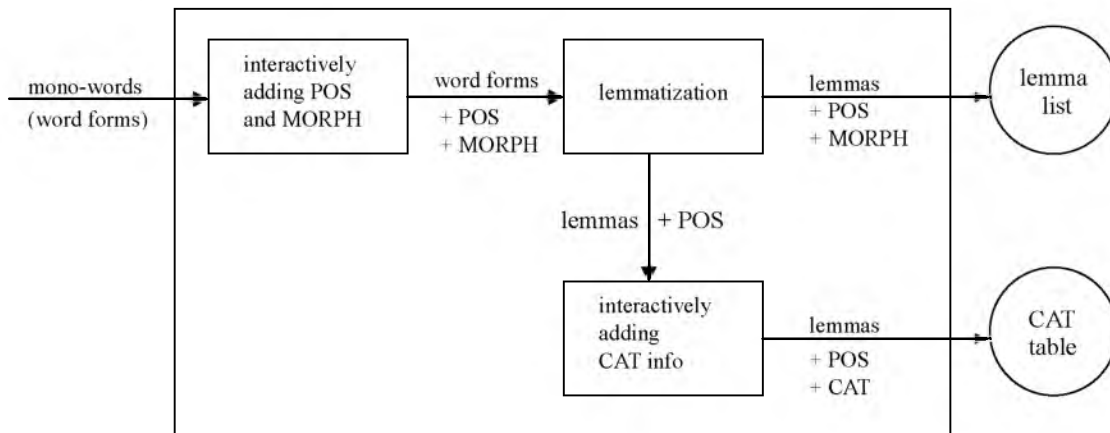 mono-words
(word forms)
interactively
adding POS
and MORPH
word forms
+ POS
+ MORPH
lemmatization
lemmas
+ POS
+ MORPH
lemma
list
lemmas + POS
interactively
adding
CAT info
lemmas
+ POS
+ CAT
CAT
table